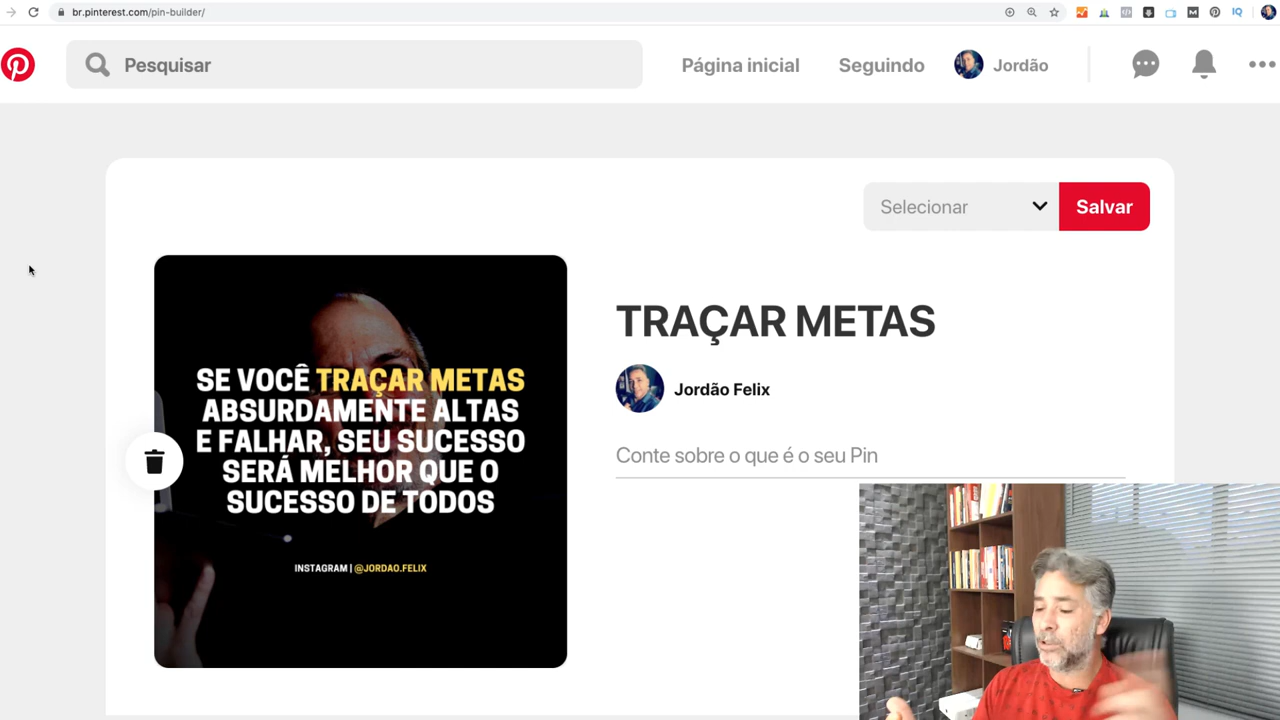 br.pinterest.com/pin-builder/
Pesquisar
Página inicial
Seguindo
Jordão
Selecionar
Salvar
SE VOCÊ TRAÇAR METAS
ABSURDAMENTE ALTAS
E FALHAR, SEU SUCESSO
SERÁ MELHOR QUE O
SUCESSO DE TODOS
INSTAGRAM | @JORDAO.FELIX
TRAÇAR METAS
Jordão Felix
Conte sobre o que é o seu Pin